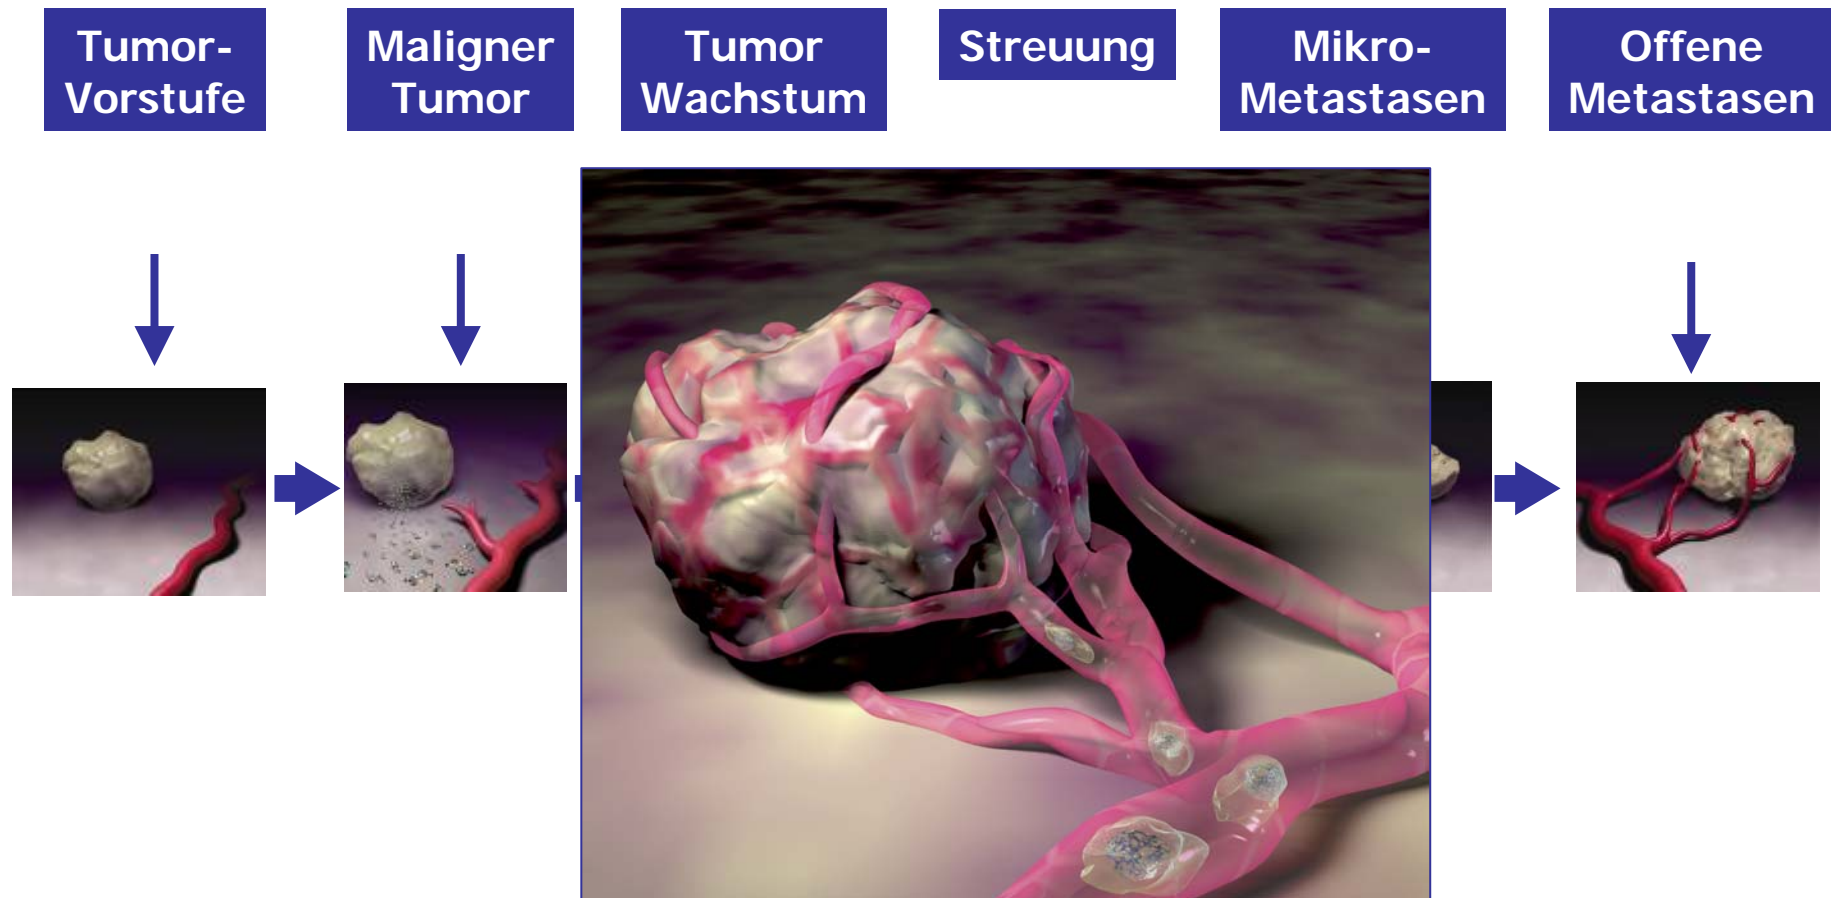 Tumor-
Vorstufe
Maligner
Tumor
Tumor
Wachstum
Streuung
Mikro-
Metastasen
Offene
Metastasen